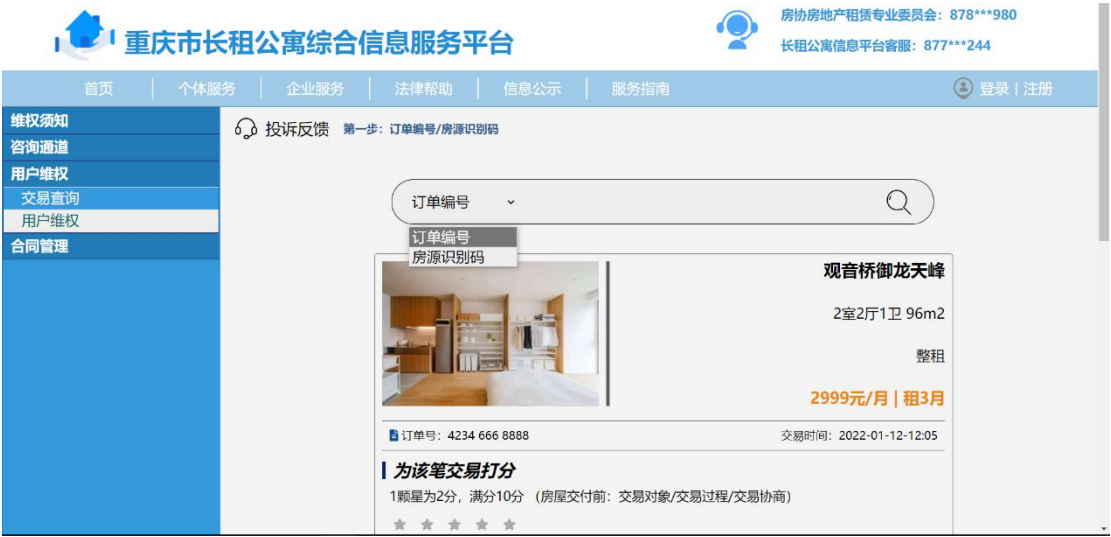 重庆市长租公寓综合信息服务平台
房协房地产租赁专业委员会：878***980
长租公寓信息平台客服：877***244
首页 个体服务 企业服务 法律帮助 信息公示 服务指南 登录 | 注册
维权须知
咨询通道
用户维权
交易查询
用户维权
合同管理
投诉反馈 第一步：订单编号/房源识别码
订单编号
订单编号
房源识别码
观音桥御龙天峰
2室2厅1卫 96m2
整租
2999元/月 | 租3月
订单号：4234 666 8888 交易时间：2022-01-12-12:05
为该笔交易打分
1颗星为2分，满分10分 （房屋交付前：交易对象/交易过程/交易协商）